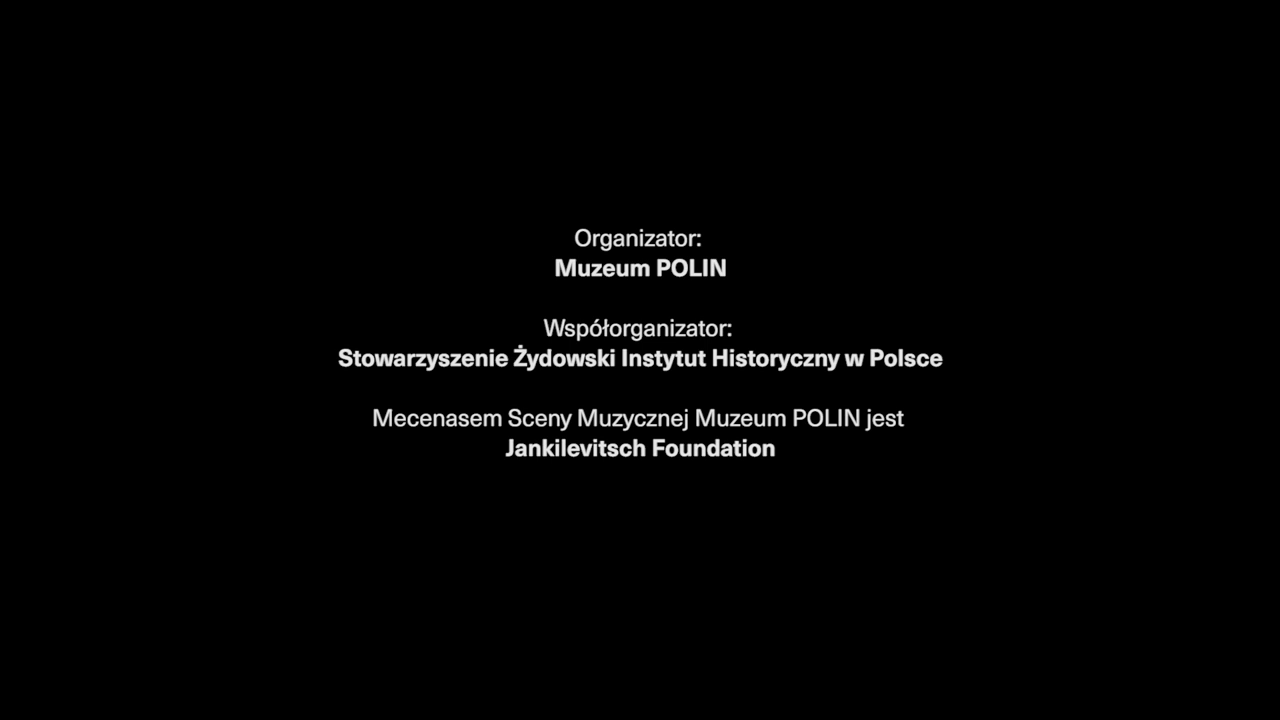 Organizator:
Muzeum POLIN
Współorganizator:
Stowarzyszenie Żydowski Instytut Historyczny w Polsce
Mecenasem Sceny Muzycznej Muzeum POLIN jest
Jankilevitsch Foundation